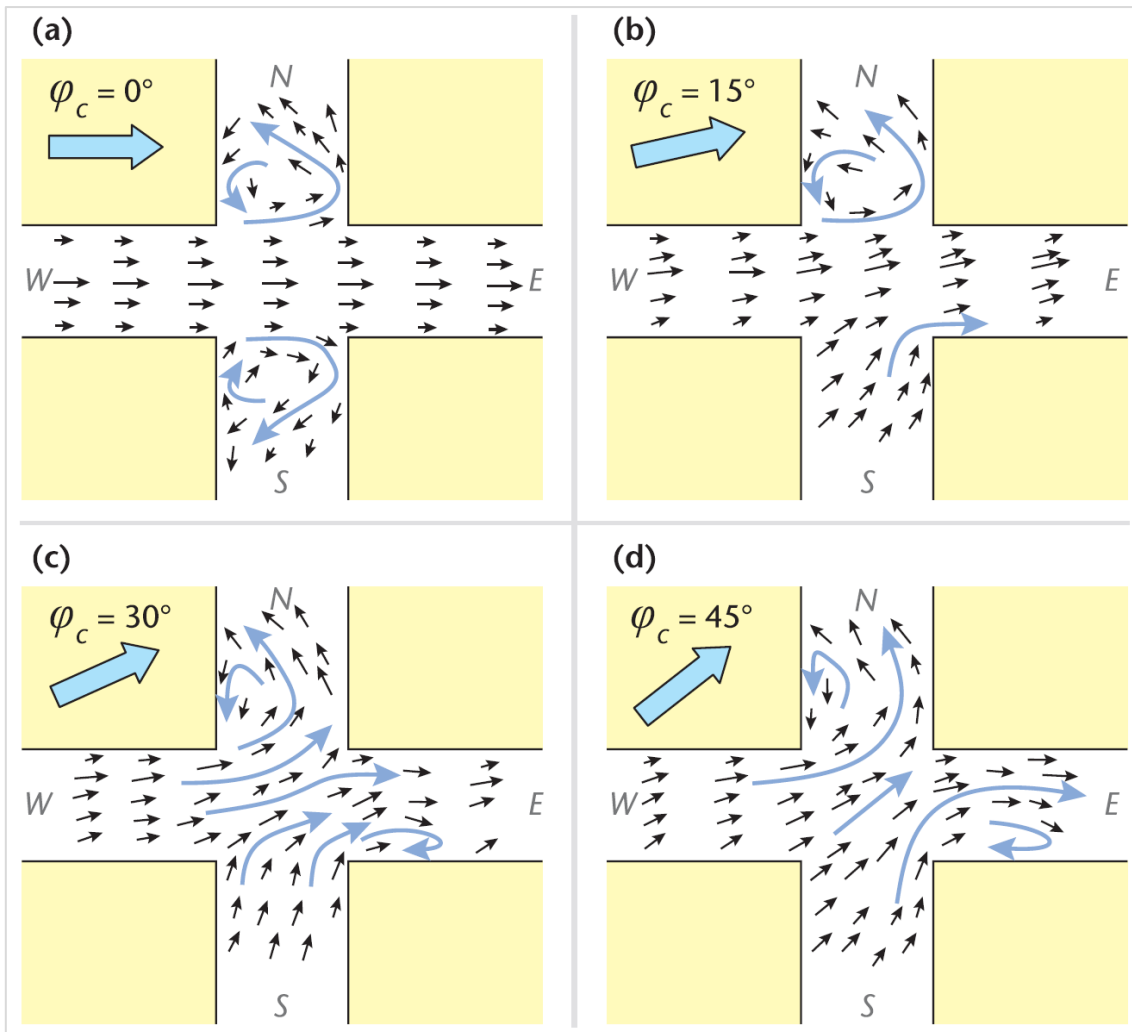 (a)
N
φc = 0°
W
E
S
(b)
N
φc = 15°
W
E
S
(c)
N
φc = 30°
W
E
S
(d)
N
φc = 45°
W
E
S